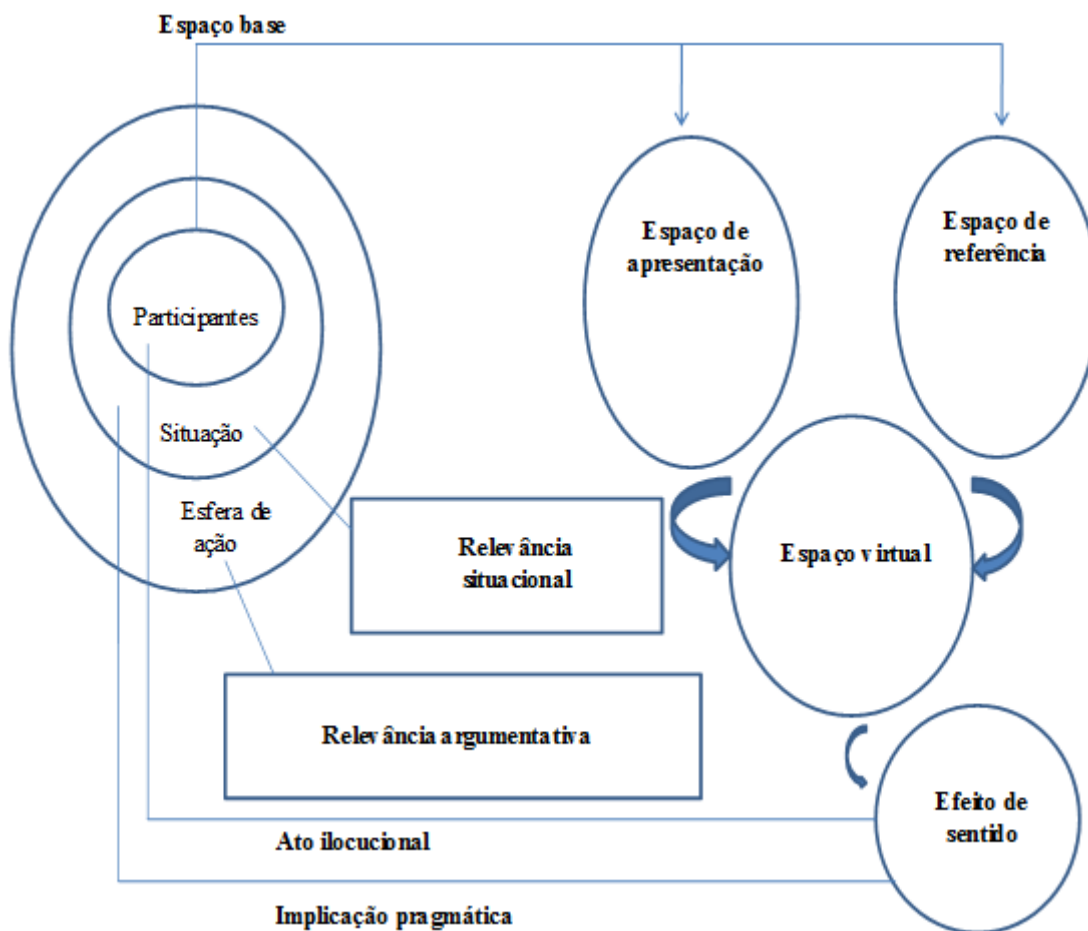 Espaço base
Espaço de
apresentação
Espaço de
referência
Participantes
Situação
Esfera de
ação
Relevância
situacional
Espaço virtual
Relevância argumentativa
Efeito de
sentido
Ato ilocucional
Implicação pragmática